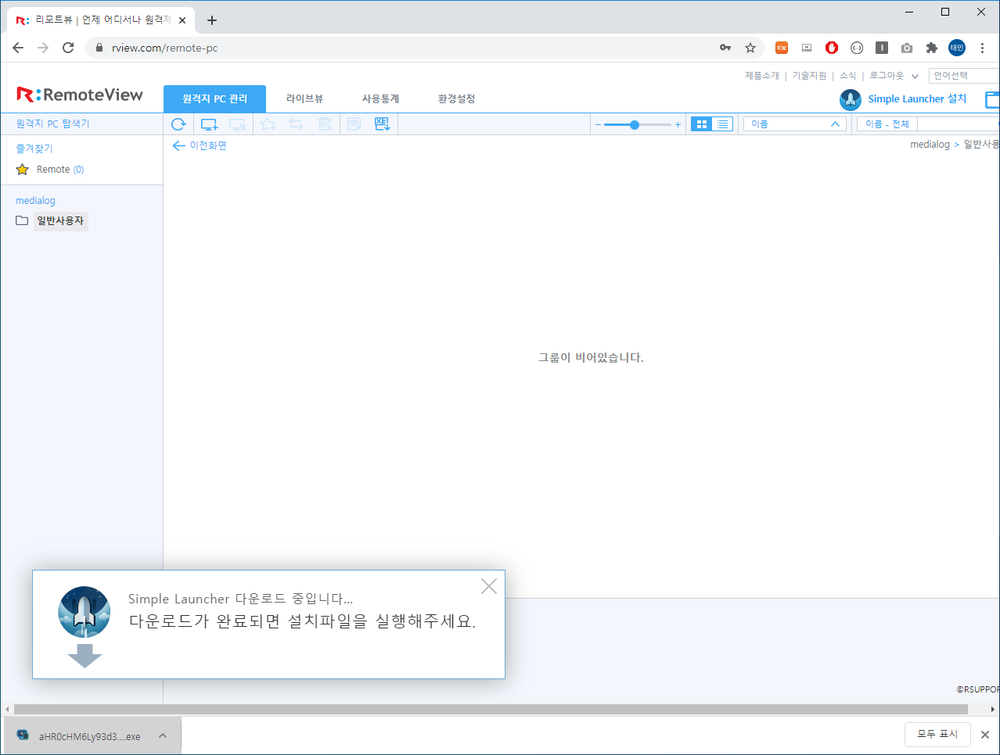 리모트뷰 | 언제 어디서나 원격제
rview.com/remote-pc
태민
제품소개 | 기술지원 | 소식 | 로그아웃
언어선택
RemoteView
원격지 PC 관리
라이브뷰
사용통계
환경설정
Simple Launcher 설치
원격지 PC 탐색기
이름
이름 - 전체
즐겨찾기
이전화면
medialog > 일반사용
Remote (0)
medialog
일반사용자
그룹이 비어있습니다.
Simple Launcher 다운로드 중입니다...
다운로드가 완료되면 설치파일을 실행해주세요.
©RSUPPOR
aHR0cHM6Ly93d3....exe
모두 표시